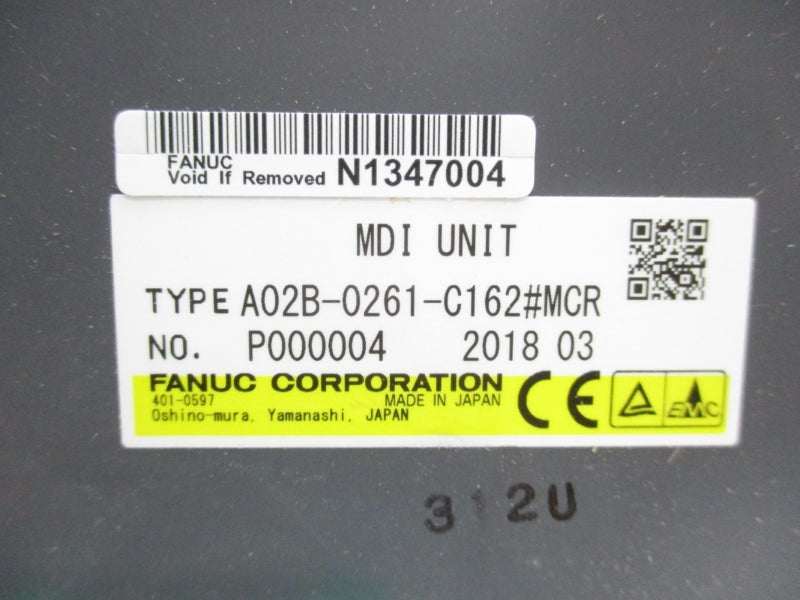 FANUC
Void If Removed N1347004
MDI UNIT
TYPE A02B-0261-C162#MCR
NO. P000004 2018 03
FANUC CORPORATION
401-0597 MADE IN JAPAN
Oshino-mura, Yamanashi, JAPAN
CE
EMC
312U